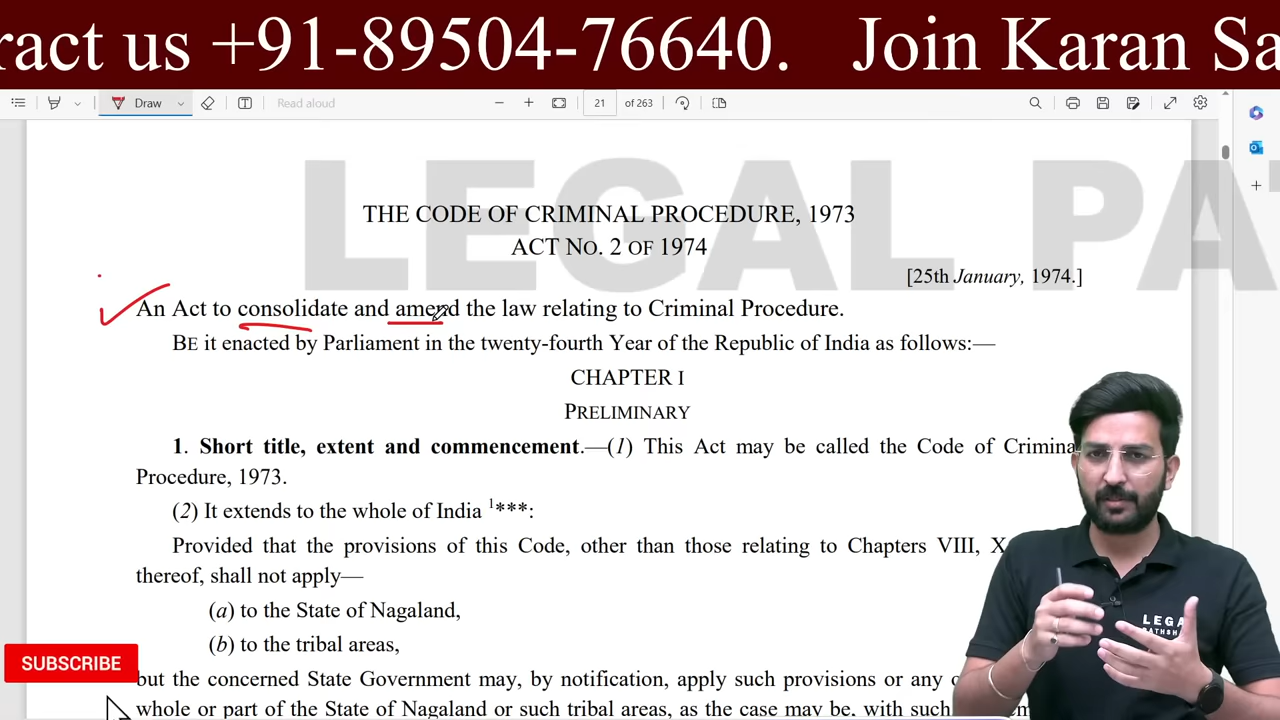 ract us +91-89504-76640. Join Karan Sa
Draw
Read aloud
21 of 263
LEGAL PAT
THE CODE OF CRIMINAL PROCEDURE, 1973
ACT NO. 2 OF 1974
[25th January, 1974.]
An Act to consolidate and amend the law relating to Criminal Procedure.
BE it enacted by Parliament in the twenty-fourth Year of the Republic of India as follows:—
CHAPTER I
PRELIMINARY
1. Short title, extent and commencement.—(1) This Act may be called the Code of Crimina
Procedure, 1973.
(2) It extends to the whole of India 1***:
Provided that the provisions of this Code, other than those relating to Chapters VIII, X
thereof, shall not apply—
(a) to the State of Nagaland,
(b) to the tribal areas,
but the concerned State Government may, by notification, apply such provisions or any
whole or part of the State of Nagaland or such tribal areas, as the case may be, with such
SUBSCRIBE
LEGA